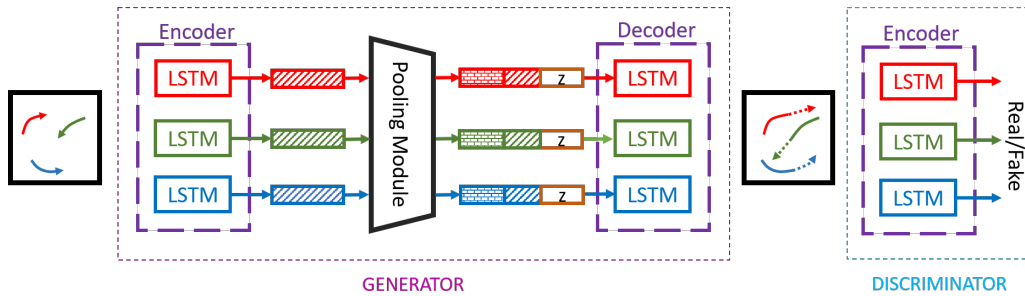 Encoder
LSTM
LSTM
LSTM
Pooling Module
z
z
z
Decoder
LSTM
LSTM
LSTM
GENERATOR
Encoder
LSTM
LSTM
LSTM
Real/Fake
DISCRIMINATOR